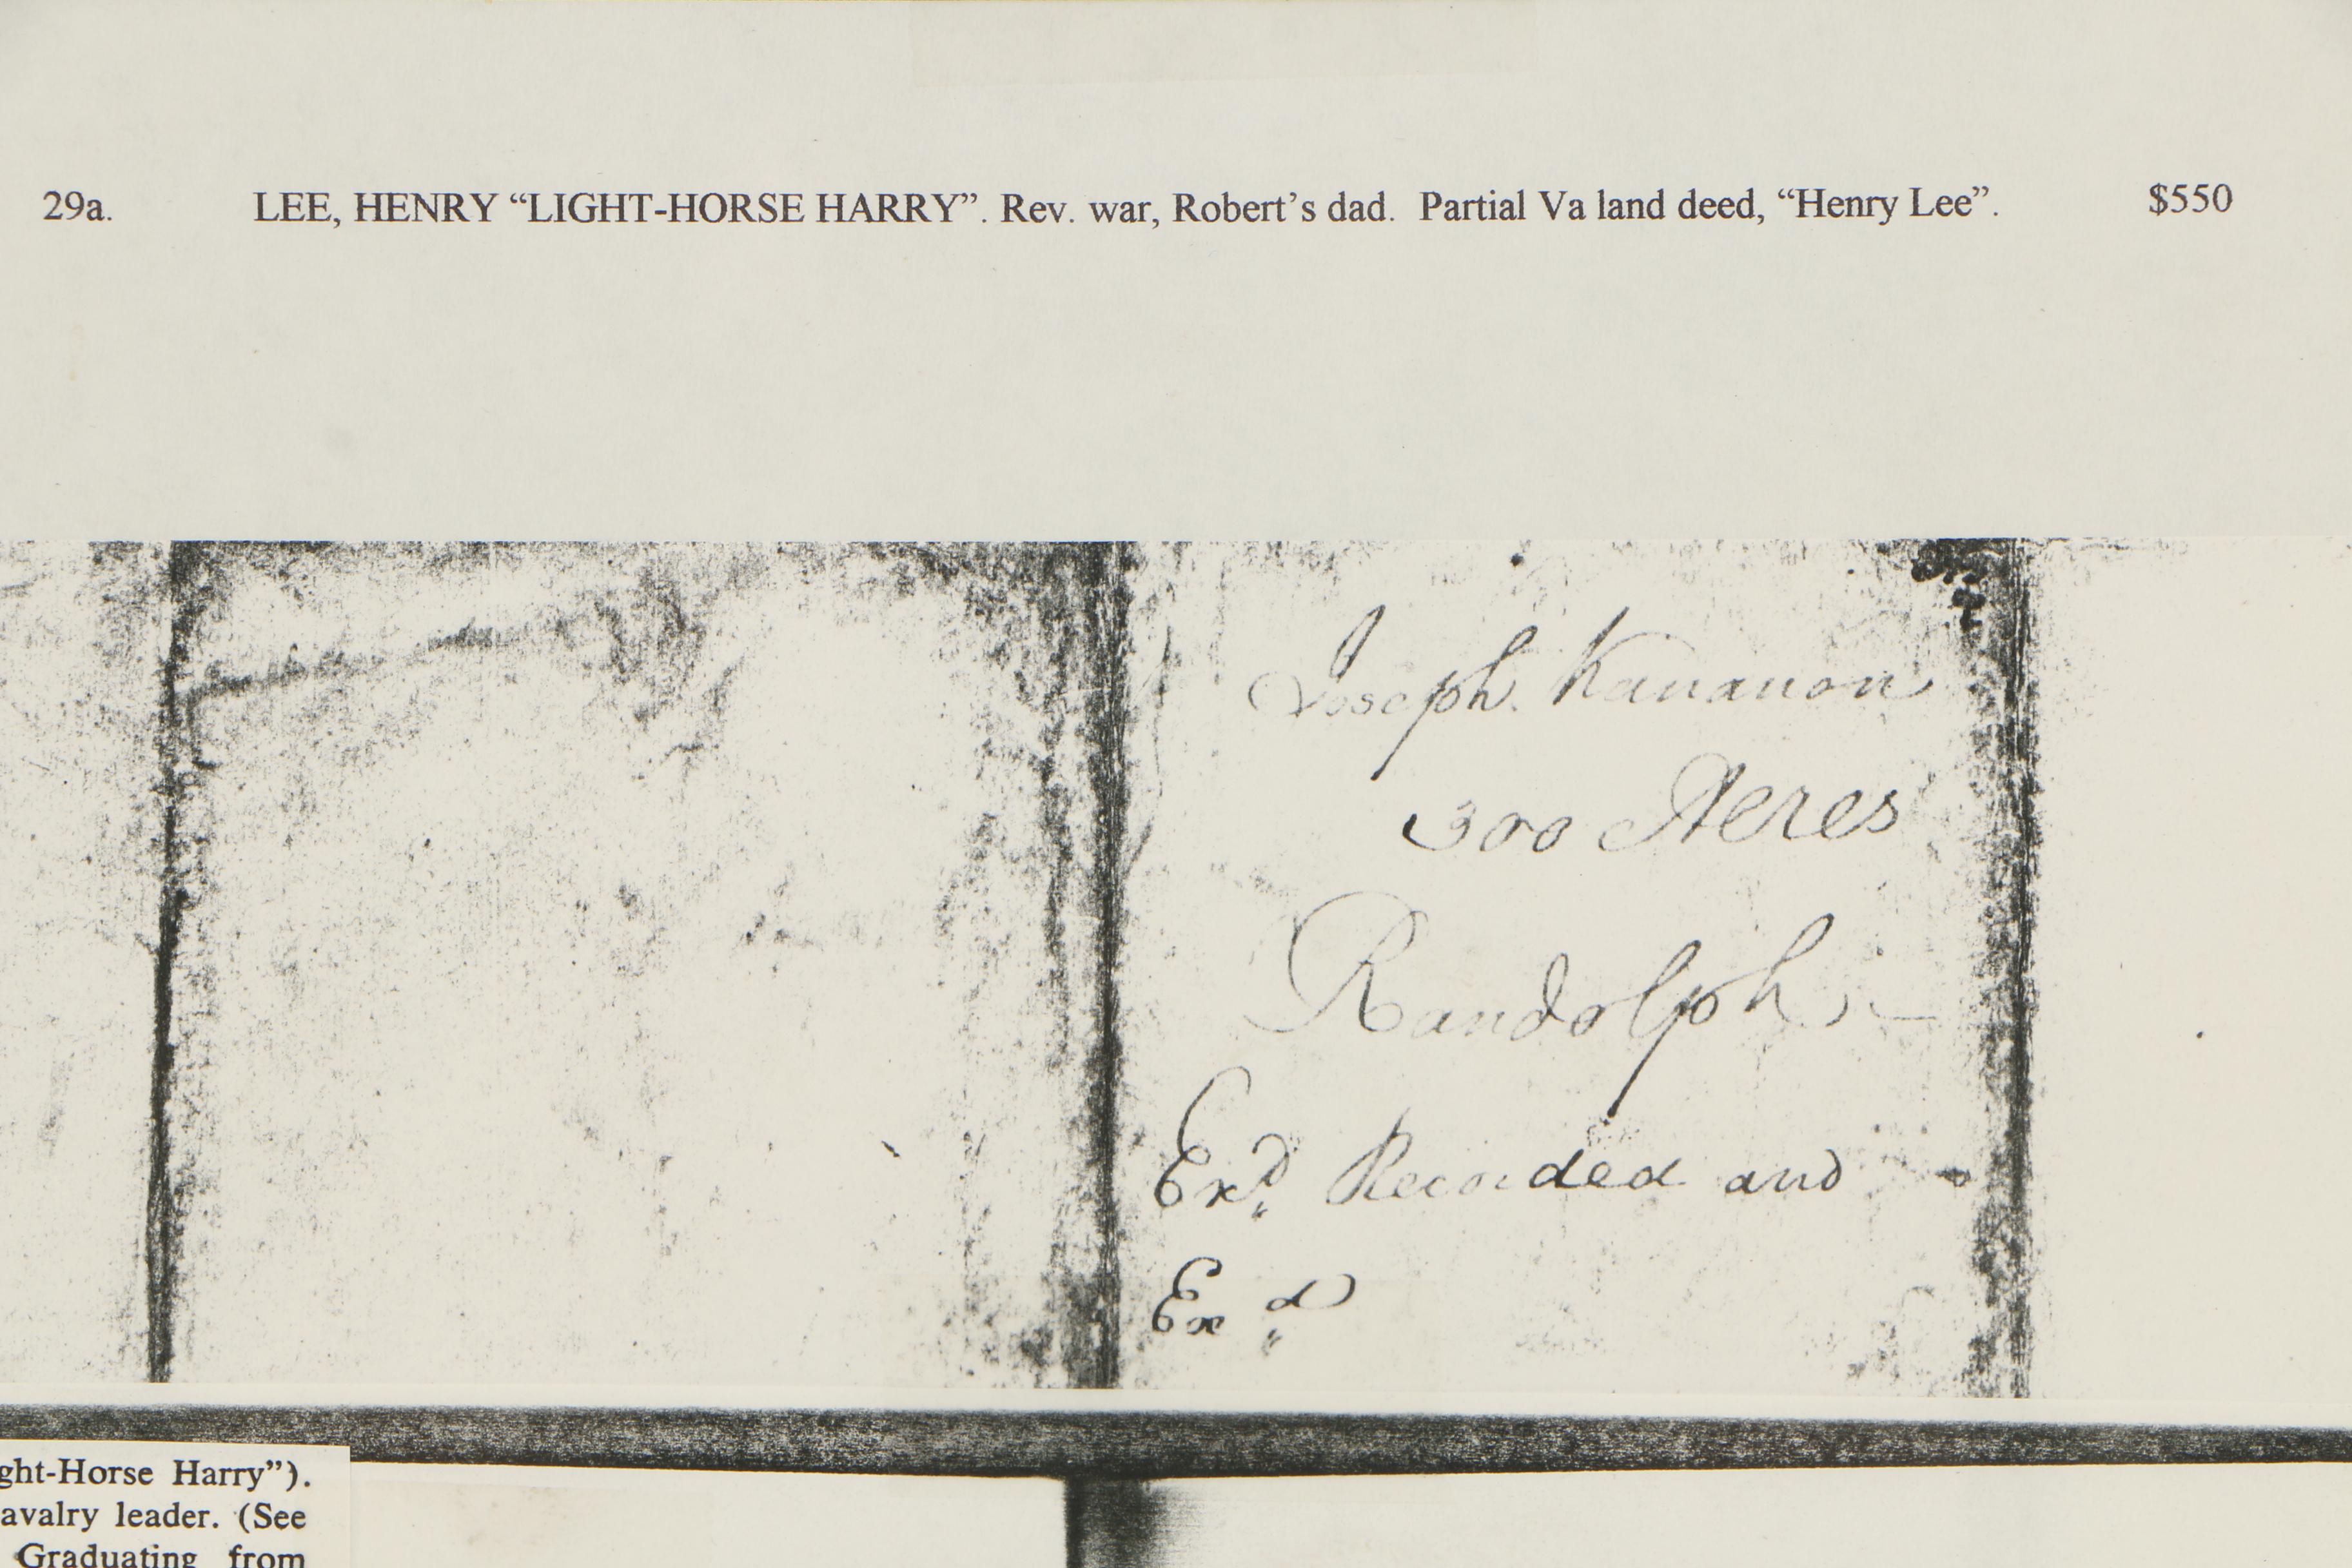 29a. LEE, HENRY “LIGHT-HORSE HARRY”. Rev. war, Robert’s dad. Partial Va land deed, “Henry Lee”. $550
Joseph
300 Acres
Randolph
Exd Recorded and
Exd
ght-Horse Harry”).
avalry leader. (See
Graduating from